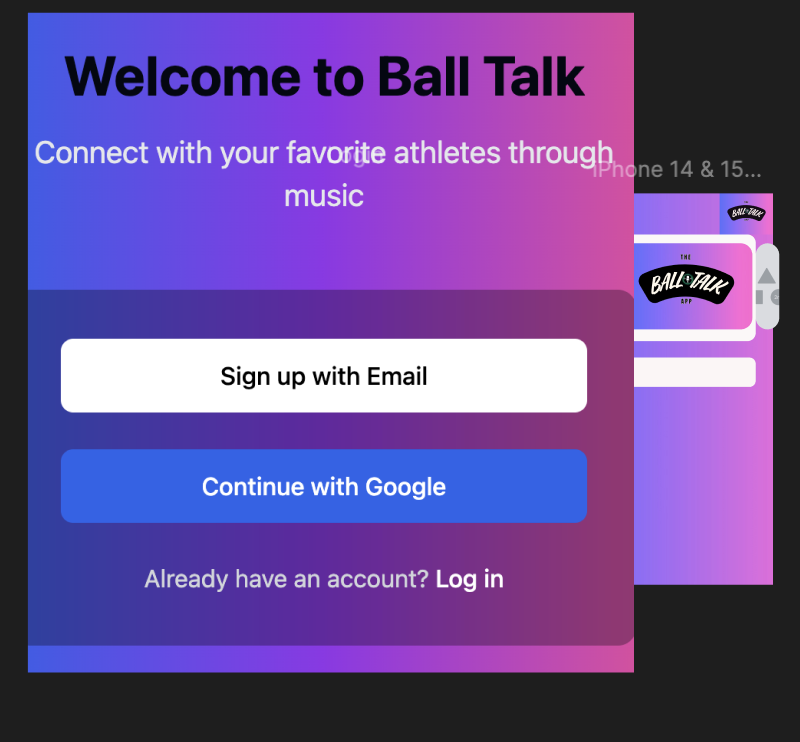 Welcome to Ball Talk
Connect with your favorite athletes through
music
Login
iPhone 14 & 15...
BALL TALK
THE
BALL TALK
APP
Sign up with Email
Continue with Google
Already have an account? Log in